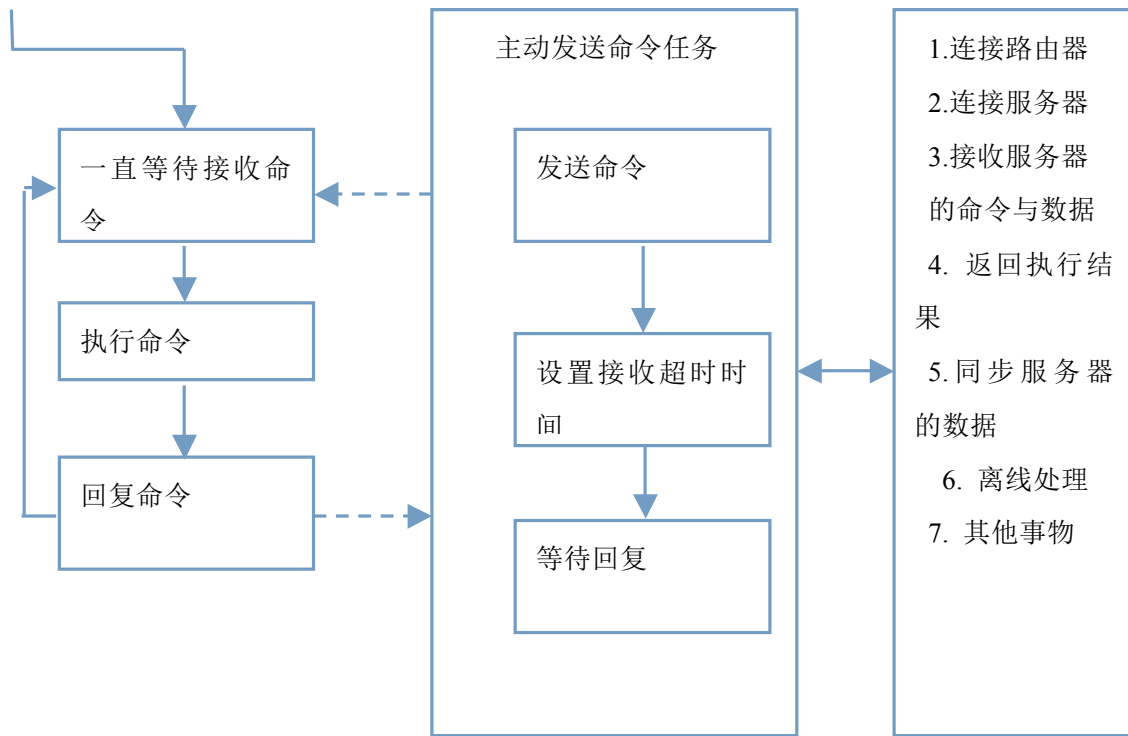 主动发送命令任务
一直等待接收命
令
执行命令
回复命令
发送命令
设置接收超时时
间
等待回复
1.连接路由器
2.连接服务器
3.接收服务器
的命令与数据
4. 返回执行结
果
5.同步服务器
的数据
6. 离线处理
7. 其他事物